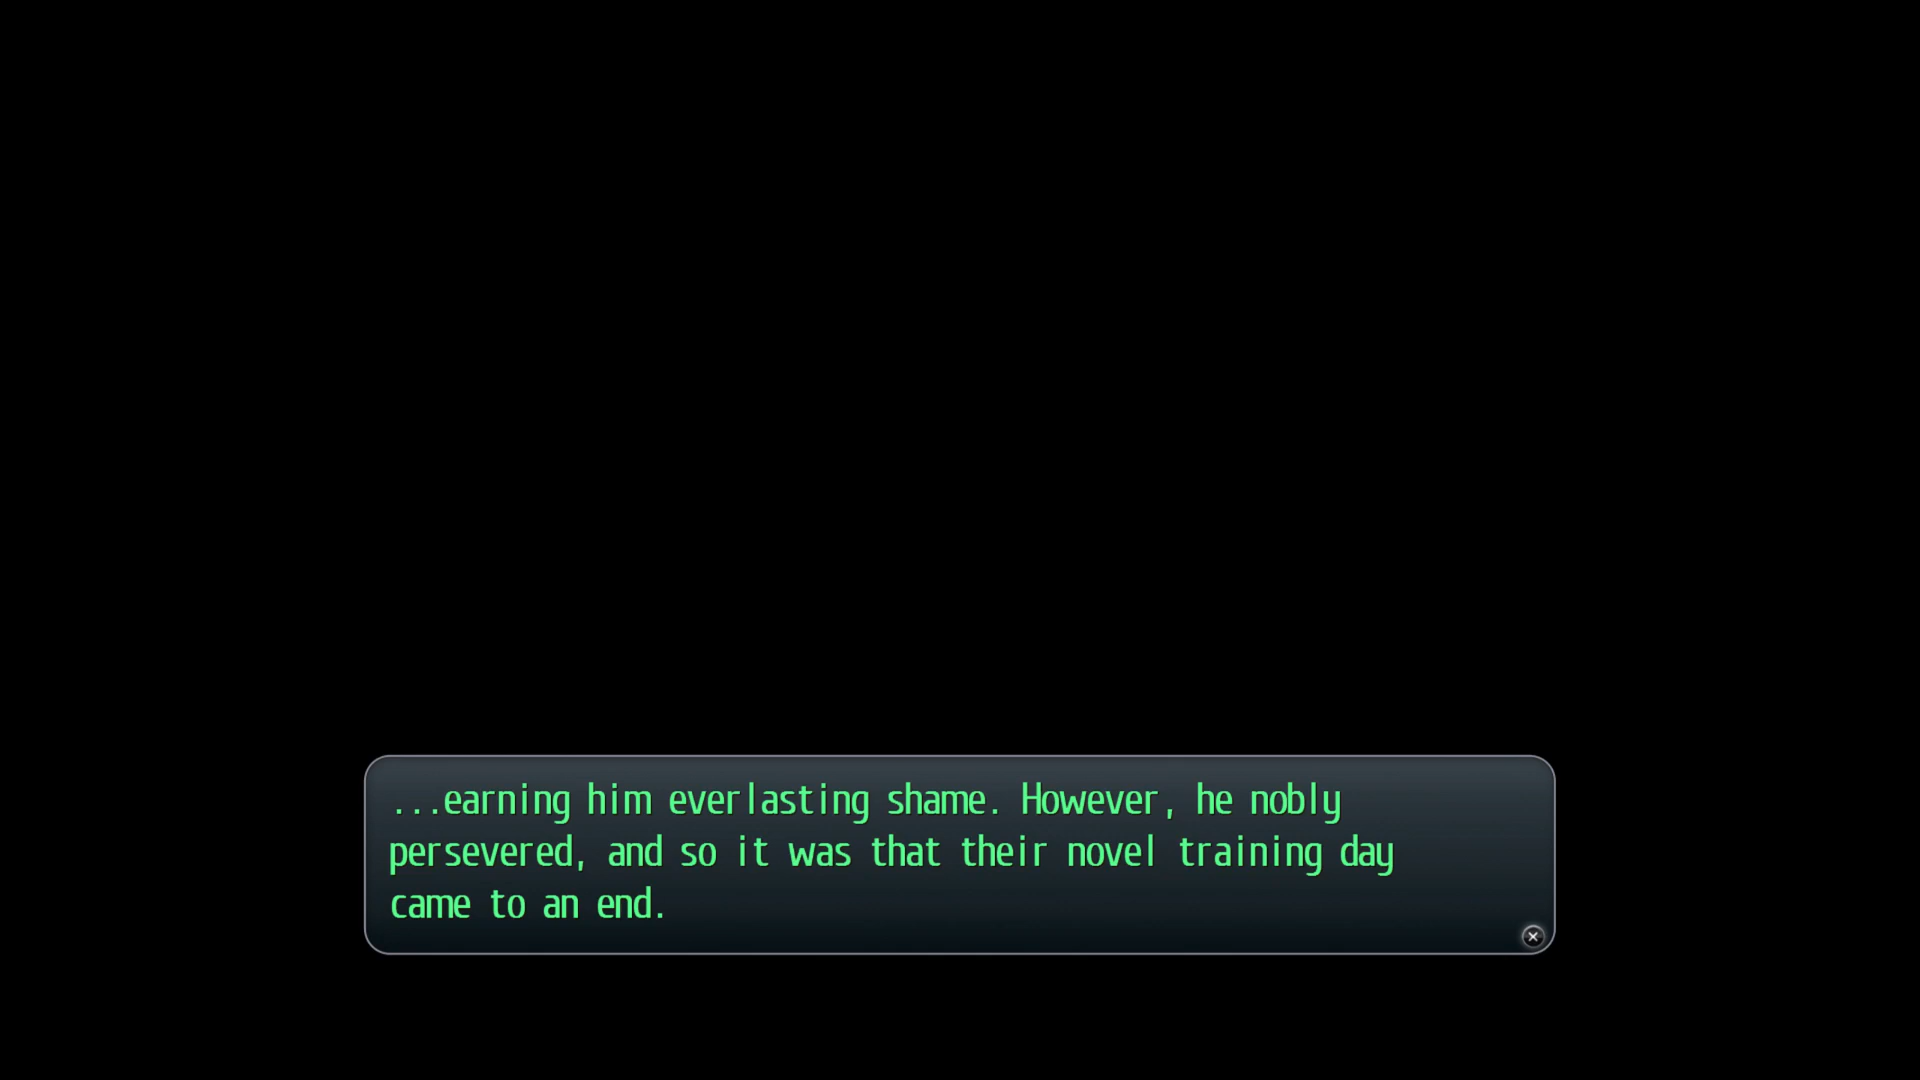 ...earning him everlasting shame. However, he nobly
persevered, and so it was that their novel training day
came to an end.